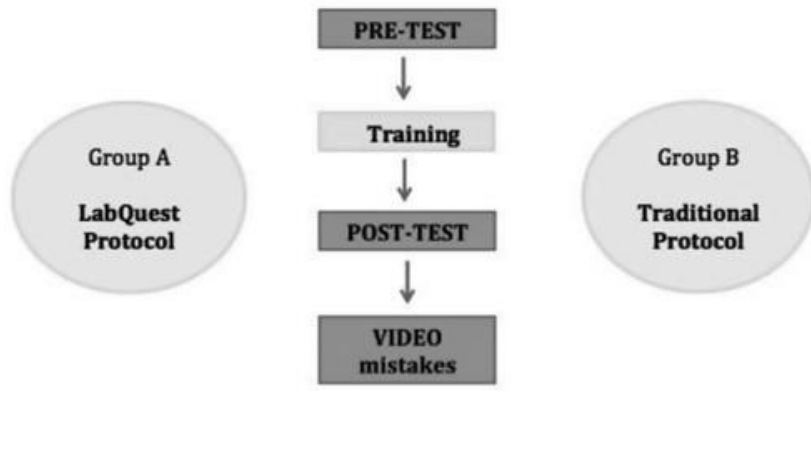 PRE-TEST
Training
POST-TEST
VIDEO
mistakes
Group A
LabQuest
Protocol
Group B
Traditional
Protocol